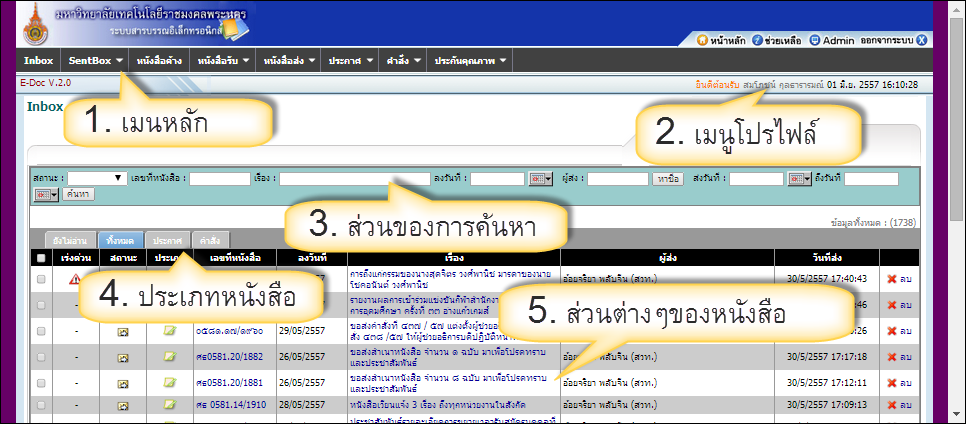 มหาวิทยาลัยเทคโนโลยีราชมงคลพระนคร
ระบบสารบรรณอิเล็กทรอนิกส์
หน้าหลัก ช่วยเหลือ Admin ออกจากระบบ
Inbox SentBox หนังสือค้าง หนังสือรับ หนังสือส่ง ประกาศ คำสั่ง ประกันคุณภาพ
E-Doc V.2.0
ยินดีต้อนรับ สมโภชน์ กุลธารารมณ์ 01 มิ.ย. 2557 16:10:28
Inbox
1. เมนหลัก
2. เมนูโปรไฟล์
สถานะ : เลขที่หนังสือ : เรื่อง : ลงวันที่ : ผู้ส่ง : หาชื่อ ส่งวันที่ : ถึงวันที่
ค้นหา
3. ส่วนของการค้นหา
ข้อมูลทั้งหมด : (1738)
ยังไม่อ่าน ทั้งหมด ประกาศ คำสั่ง
เร่งด่วน สถานะ ประเภท เลขที่หนังสือ ลงวันที่ เรื่อง ผู้ส่ง วันที่ส่ง
4. ประเภทหนังสือ
การถึงแก่กรรมของนางสุดจิตร วงศ์พานิช มารดาของนาย
โชคอนันต์ วงศ์พานิช
อ้อยจริยา พลับจีน (สวท.) 30/5/2557 17:40:43 ลบ
รายงานผลการเข้าร่วมแข่งขันกีฬาสำนักงา
การอุดมศึกษา ครั้งที่ ๓๓ อ่างแก้วเกมส์
:46 ลบ
5. ส่วนต่างๆของหนังสือ
- ๐๕๘๑.๑๗/๑๙๖๐ 29/05/2557 ขอส่งคำสั่งที่ ๔๓๗ / ๕๗ แต่งตั้งผู้ช่วยอ
สั่ง ๔๓๘ /๕๗ ให้ผู้ช่วยอธิการบดีปฏิบัติหน้า
:26 ลบ
- ศธ0581.20/1882 26/05/2557 ขอส่งสำเนาหนังสือ จำนวน ๑ ฉบับ มาเพื่อโปรดทราบ
และประชาสัมพันธ์
อ้อยจริยา พลับจีน (สวท.) 30/5/2557 17:17:18 ลบ
- ศธ0581.20/1881 26/05/2557 ขอส่งสำเนาหนังสือ จำนวน ๘ ฉบับ มาเพื่อโปรดทราบ
และประชาสัมพันธ์
อ้อยจริยา พลับจีน (สวท.) 30/5/2557 17:12:11 ลบ
- ศธ 0581.14/1910 28/05/2557 หนังสือเวียนแจ้ง 3 เรื่อง ถึงทุกหน่วยงานในสังกัด อ้อยจริยา พลับจีน (สวท.) 30/5/2557 17:09:13 ลบ